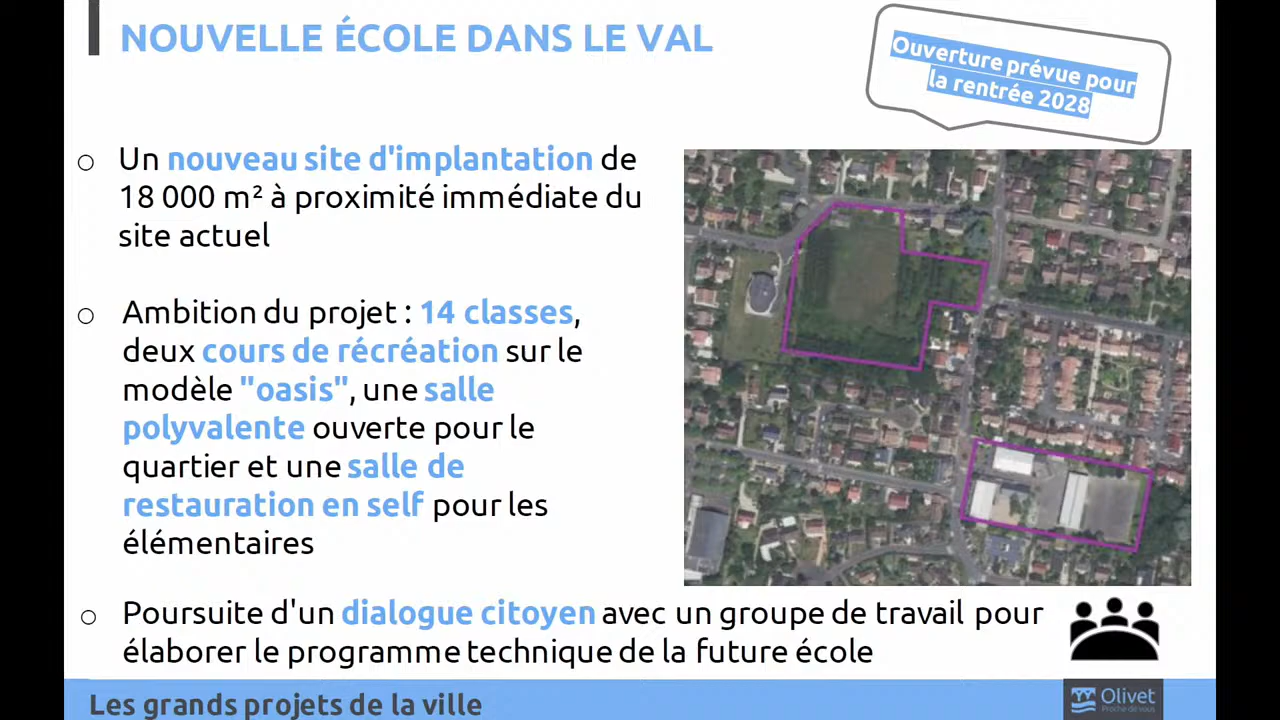 NOUVELLE ÉCOLE DANS LE VAL
Ouverture prévue pour
la rentrée 2028
o Un nouveau site d'implantation de
18 000 m² à proximité immédiate du
site actuel
o Ambition du projet : 14 classes,
deux cours de récréation sur le
modèle "oasis", une salle
polyvalente ouverte pour le
quartier et une salle de
restauration en self pour les
élémentaires
o Poursuite d'un dialogue citoyen avec un groupe de travail pour
élaborer le programme technique de la future école
Les grands projets de la ville
Olivet
Proche de vous